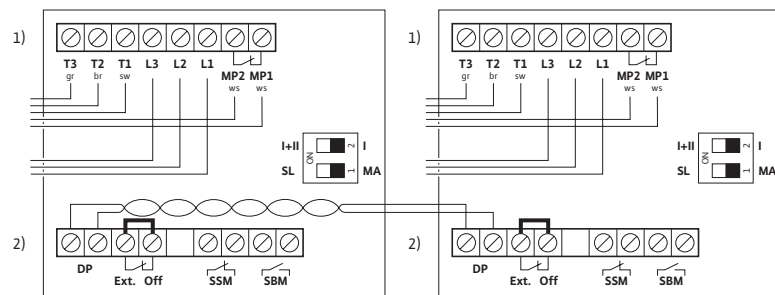 1)
T3 T2 T1 L3 L2 L1
gr br sw
MP2 MP1
ws ws
I+II ON 2 I
SL 1 MA
2)
DP
Ext. Off SSM SBM
1)
T3 T2 T1 L3 L2 L1
gr br sw
MP2 MP1
ws ws
I+II ON 2 I
SL 1 MA
2)
DP
Ext. Off SSM SBM